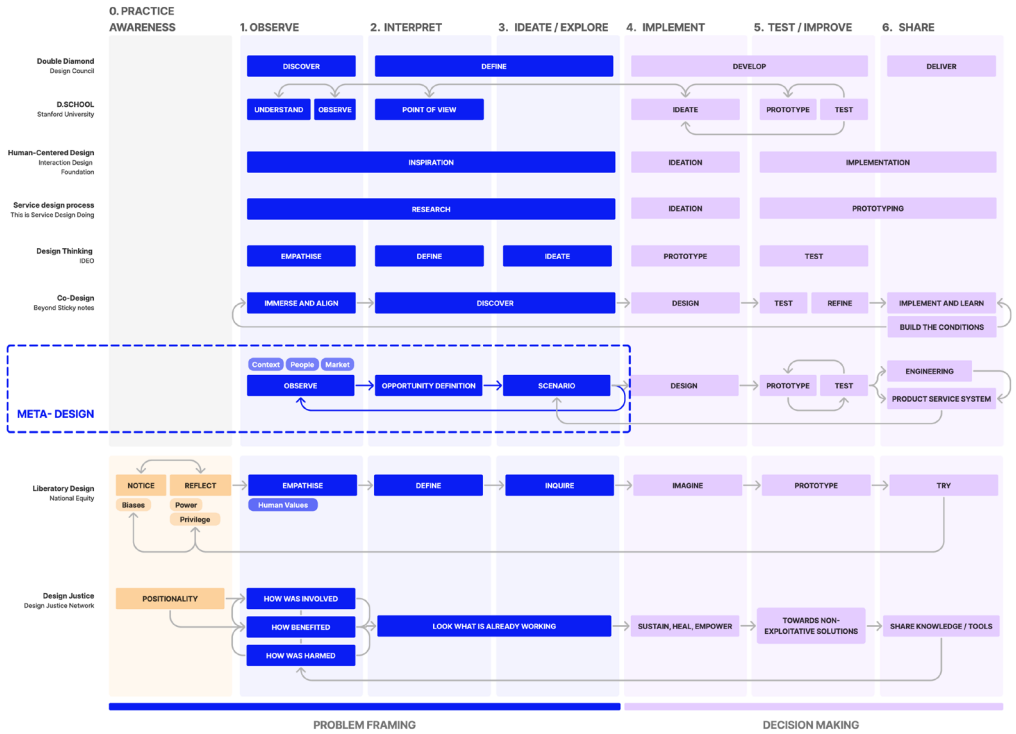 0. PRACTICE
AWARENESS
1. OBSERVE
2. INTERPRET
3. IDEATE / EXPLORE
4. IMPLEMENT
5. TEST / IMPROVE
6. SHARE
Double Diamond
Design Council
DISCOVER
DEFINE
DEVELOP
DELIVER
D.SCHOOL
Stanford University
UNDERSTAND
OBSERVE
POINT OF VIEW
IDEATE
PROTOTYPE
TEST
Human-Centered Design
Interaction Design
Foundation
INSPIRATION
IDEATION
IMPLEMENTATION
Service design process
This is Service Design Doing
RESEARCH
IDEATION
PROTOTYPING
Design Thinking
IDEO
EMPATHISE
DEFINE
IDEATE
PROTOTYPE
TEST
Co-Design
Beyond Sticky notes
IMMERSE AND ALIGN
DISCOVER
DESIGN
TEST
REFINE
IMPLEMENT AND LEARN
BUILD THE CONDITIONS
META- DESIGN
Context
People
Market
OBSERVE
OPPORTUNITY DEFINITION
SCENARIO
DESIGN
PROTOTYPE
TEST
ENGINEERING
PRODUCT SERVICE SYSTEM
Liberatory Design
National Equity
NOTICE
REFLECT
Biases
Power
Privilege
EMPATHISE
Human Values
DEFINE
INQUIRE
IMAGINE
PROTOTYPE
TRY
Design Justice
Design Justice Network
POSITIONALITY
HOW WAS INVOLVED
HOW BENEFITED
HOW WAS HARMED
LOOK WHAT IS ALREADY WORKING
SUSTAIN, HEAL, EMPOWER
TOWARDS NON-
EXPLOITATIVE SOLUTIONS
SHARE KNOWLEDGE / TOOLS
PROBLEM FRAMING
DECISION MAKING